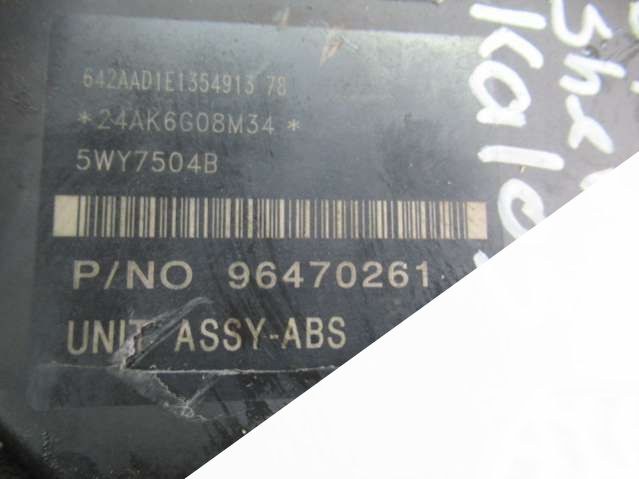 642AAD1E1354913 78
*24AK6G08M34*
5WY7504B
P/NO 96470261
UNIT ASSY-ABS